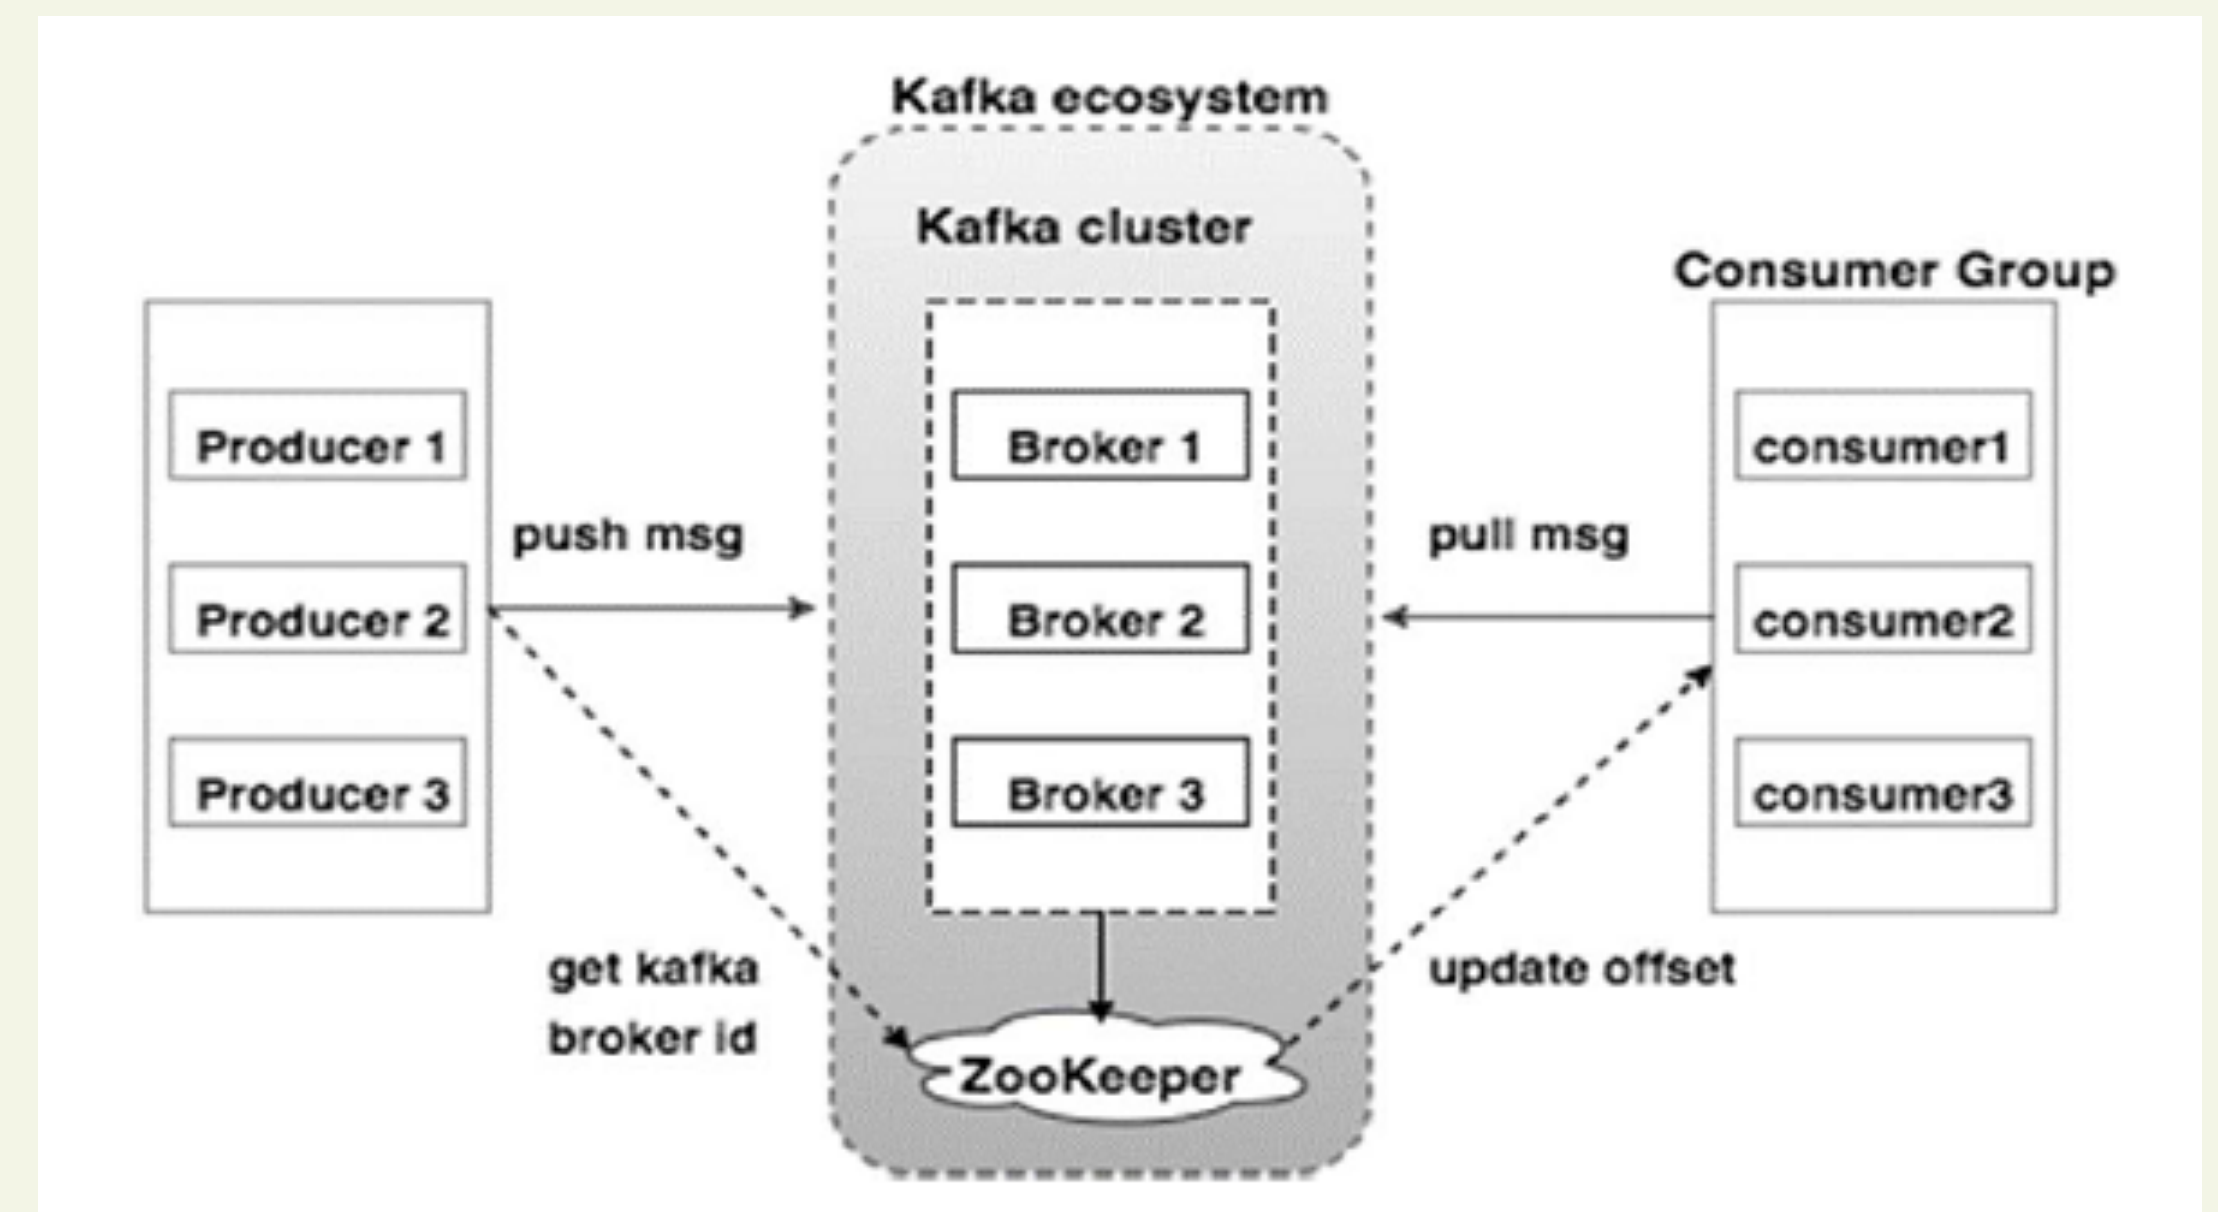 Kafka ecosystem
Kafka cluster
Consumer Group
Producer 1
Broker 1
consumer1
push msg
pull msg
Producer 2
Broker 2
consumer2
Producer 3
Broker 3
consumer3
get kafka
broker id
update offset
ZooKeeper